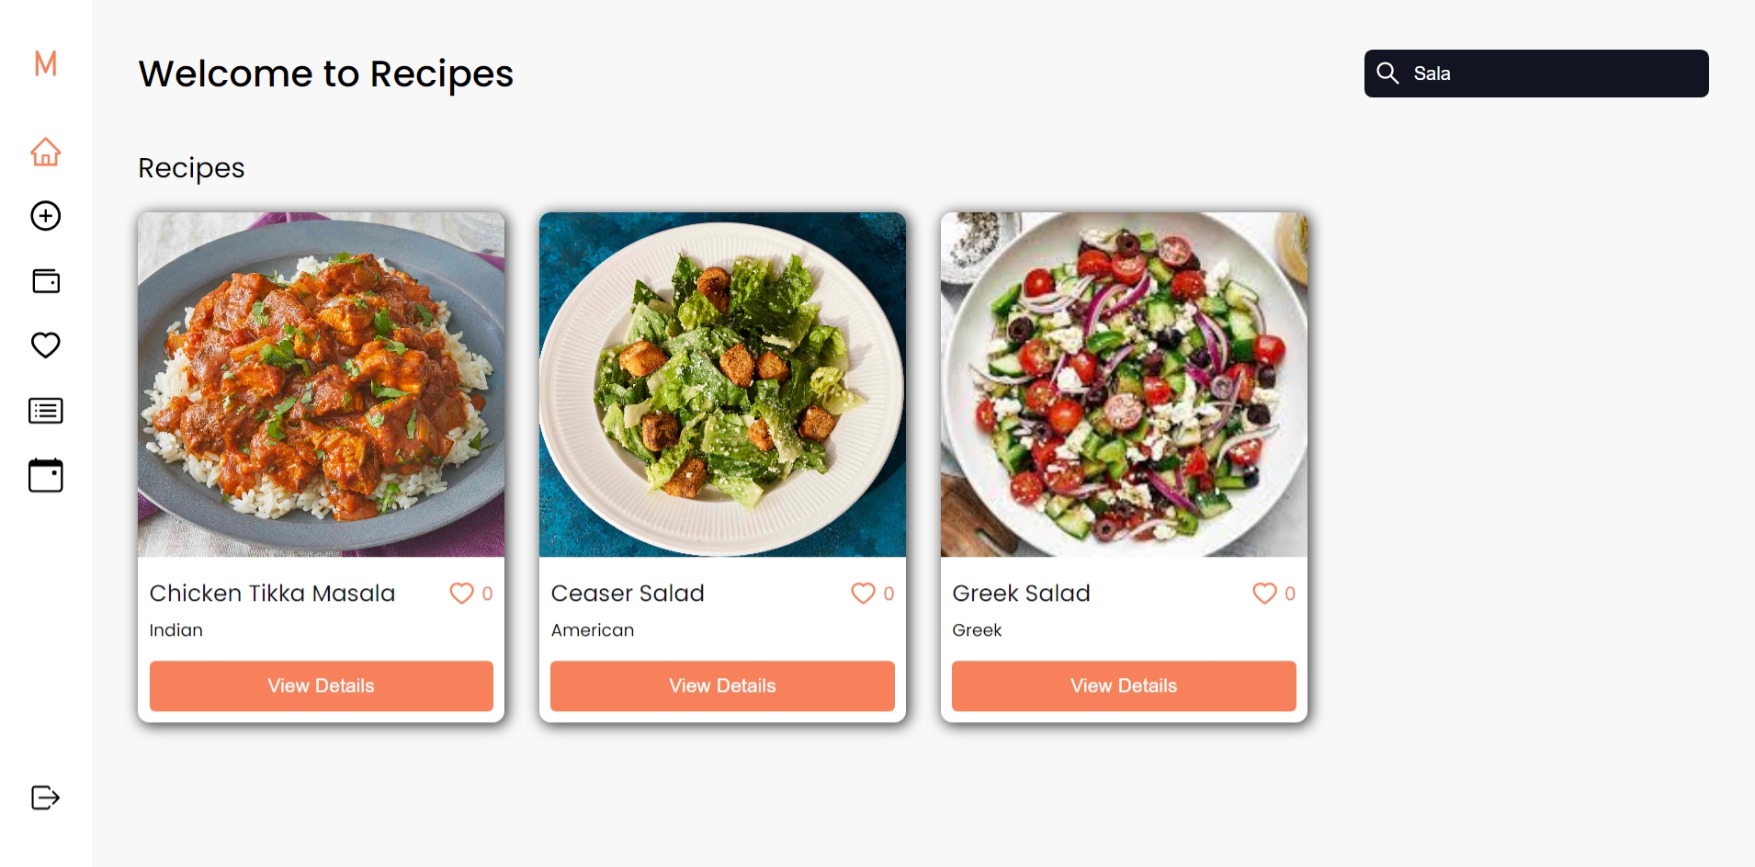 M
Welcome to Recipes
Sala
Recipes
Chicken Tikka Masala 0
Indian
View Details
Ceaser Salad 0
American
View Details
Greek Salad 0
Greek
View Details